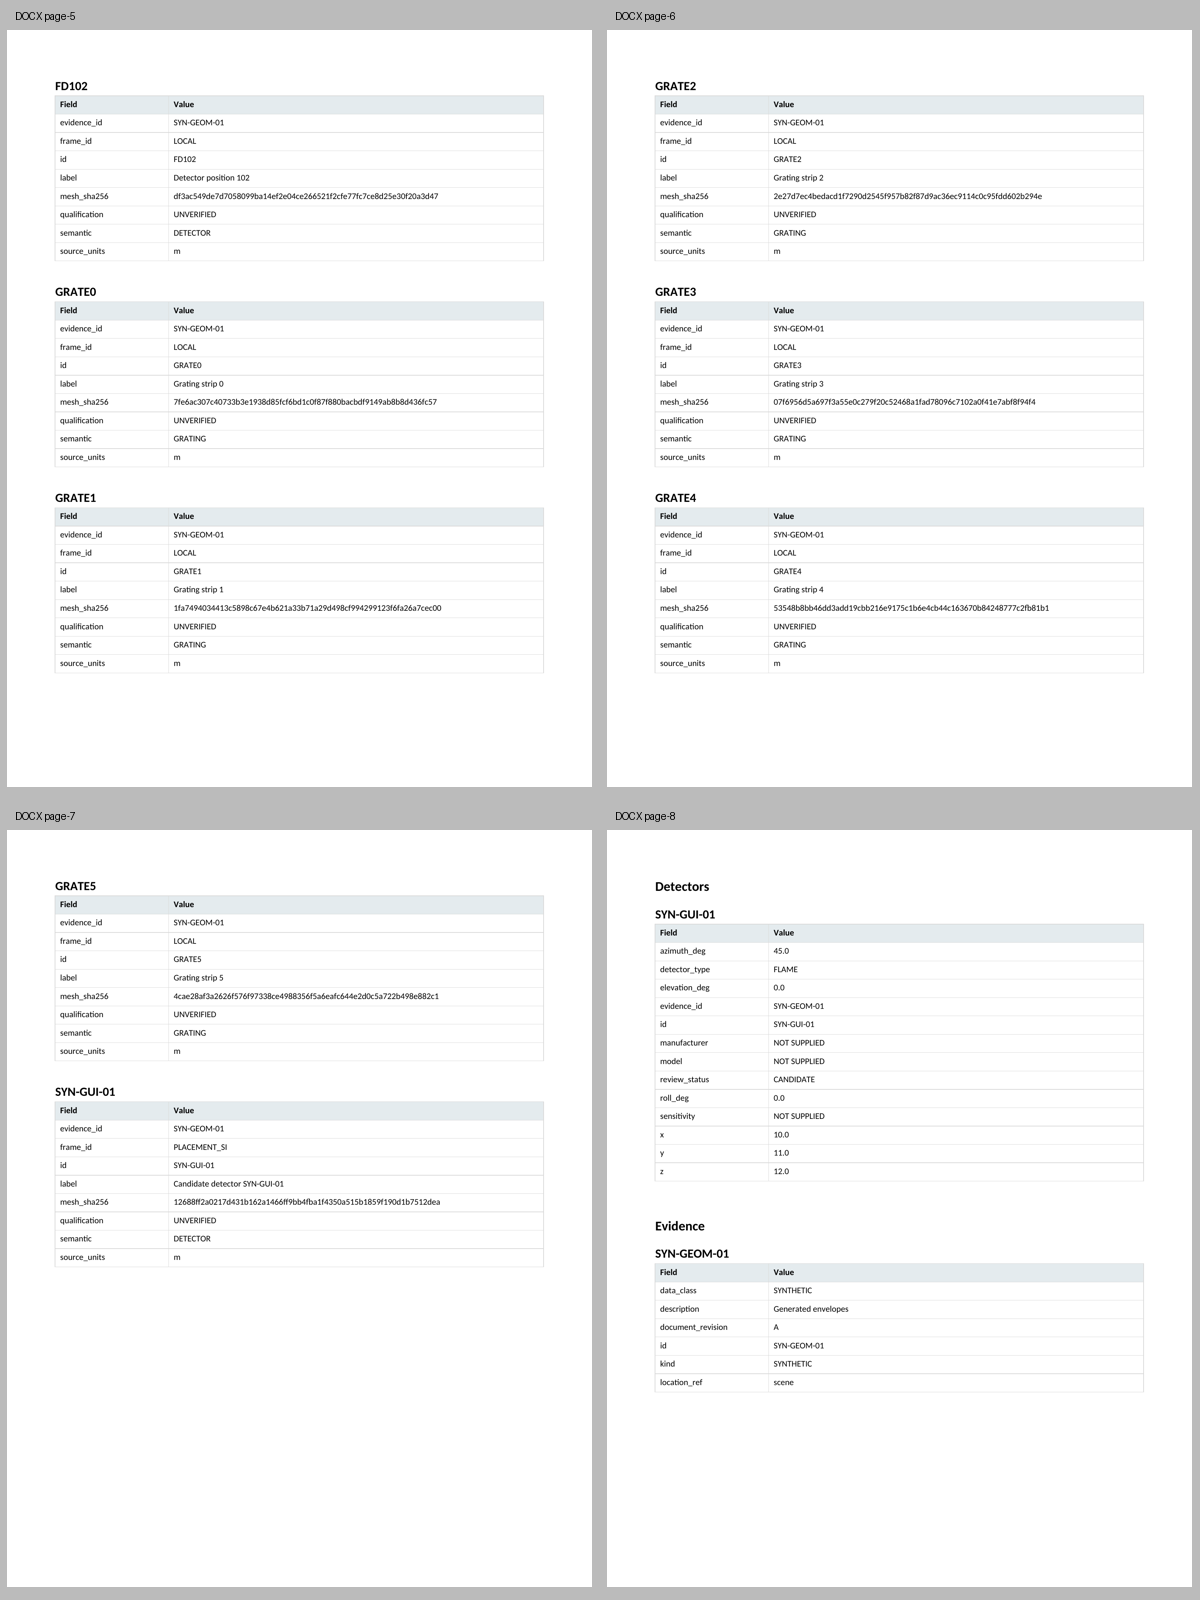 DOCX page-5
FD102
Field Value
evidence_id SYN-GEOM-01
frame_id LOCAL
id FD102
label Detector position 102
mesh_sha256 df3ac549de7d7058099ba14ef2e04ce266521f2cfe77fc7ce8d25e30f20a3d47
qualification UNVERIFIED
semantic DETECTOR
source_units m
GRATE0
Field Value
evidence_id SYN-GEOM-01
frame_id LOCAL
id GRATE0
label Grating strip 0
mesh_sha256 7fe6ac307c40733b3e1938d85fcf6bd1c0f87f880bacbdf9149ab8b8d436fc57
qualification UNVERIFIED
semantic GRATING
source_units m
GRATE1
Field Value
evidence_id SYN-GEOM-01
frame_id LOCAL
id GRATE1
label Grating strip 1
mesh_sha256 1fa7494034413c5898c67e4b621a33b71a29d498cf994299123f6fa26a7cec00
qualification UNVERIFIED
semantic GRATING
source_units m
DOCX page-6
GRATE2
Field Value
evidence_id SYN-GEOM-01
frame_id LOCAL
id GRATE2
label Grating strip 2
mesh_sha256 2e27d7ec4bedacd1f7290d2545f957b82f87d9ac36ec9114c0c95fdd602b294e
qualification UNVERIFIED
semantic GRATING
source_units m
GRATE3
Field Value
evidence_id SYN-GEOM-01
frame_id LOCAL
id GRATE3
label Grating strip 3
mesh_sha256 07f6956d5a697f3a55e0c279f20c52468a1fad78096c7102a0f41e7abf8f94f4
qualification UNVERIFIED
semantic GRATING
source_units m
GRATE4
Field Value
evidence_id SYN-GEOM-01
frame_id LOCAL
id GRATE4
label Grating strip 4
mesh_sha256 53548b8bb46dd3add19cbb216e9175c1b6e4cb44c163670b84248777c2fb81b1
qualification UNVERIFIED
semantic GRATING
source_units m
DOCX page-7
GRATE5
Field Value
evidence_id SYN-GEOM-01
frame_id LOCAL
id GRATE5
label Grating strip 5
mesh_sha256 4cae28af3a2626f576f97338ce4988356f5a6eafc644e2d0c5a722b498e882c1
qualification UNVERIFIED
semantic GRATING
source_units m
SYN-GUI-01
Field Value
evidence_id SYN-GEOM-01
frame_id PLACEMENT_SI
id SYN-GUI-01
label Candidate detector SYN-GUI-01
mesh_sha256 12688ff2a0217d431b162a1466ff9bb4fba1f4350a515b1859f190d1b7512dea
qualification UNVERIFIED
semantic DETECTOR
source_units m
DOCX page-8
Detectors
SYN-GUI-01
Field Value
azimuth_deg 45.0
detector_type FLAME
elevation_deg 0.0
evidence_id SYN-GEOM-01
id SYN-GUI-01
manufacturer NOT SUPPLIED
model NOT SUPPLIED
review_status CANDIDATE
roll_deg 0.0
sensitivity NOT SUPPLIED
x 10.0
y 11.0
z 12.0
Evidence
SYN-GEOM-01
Field Value
data_class SYNTHETIC
description Generated envelopes
document_revision A
id SYN-GEOM-01
kind SYNTHETIC
location_ref scene